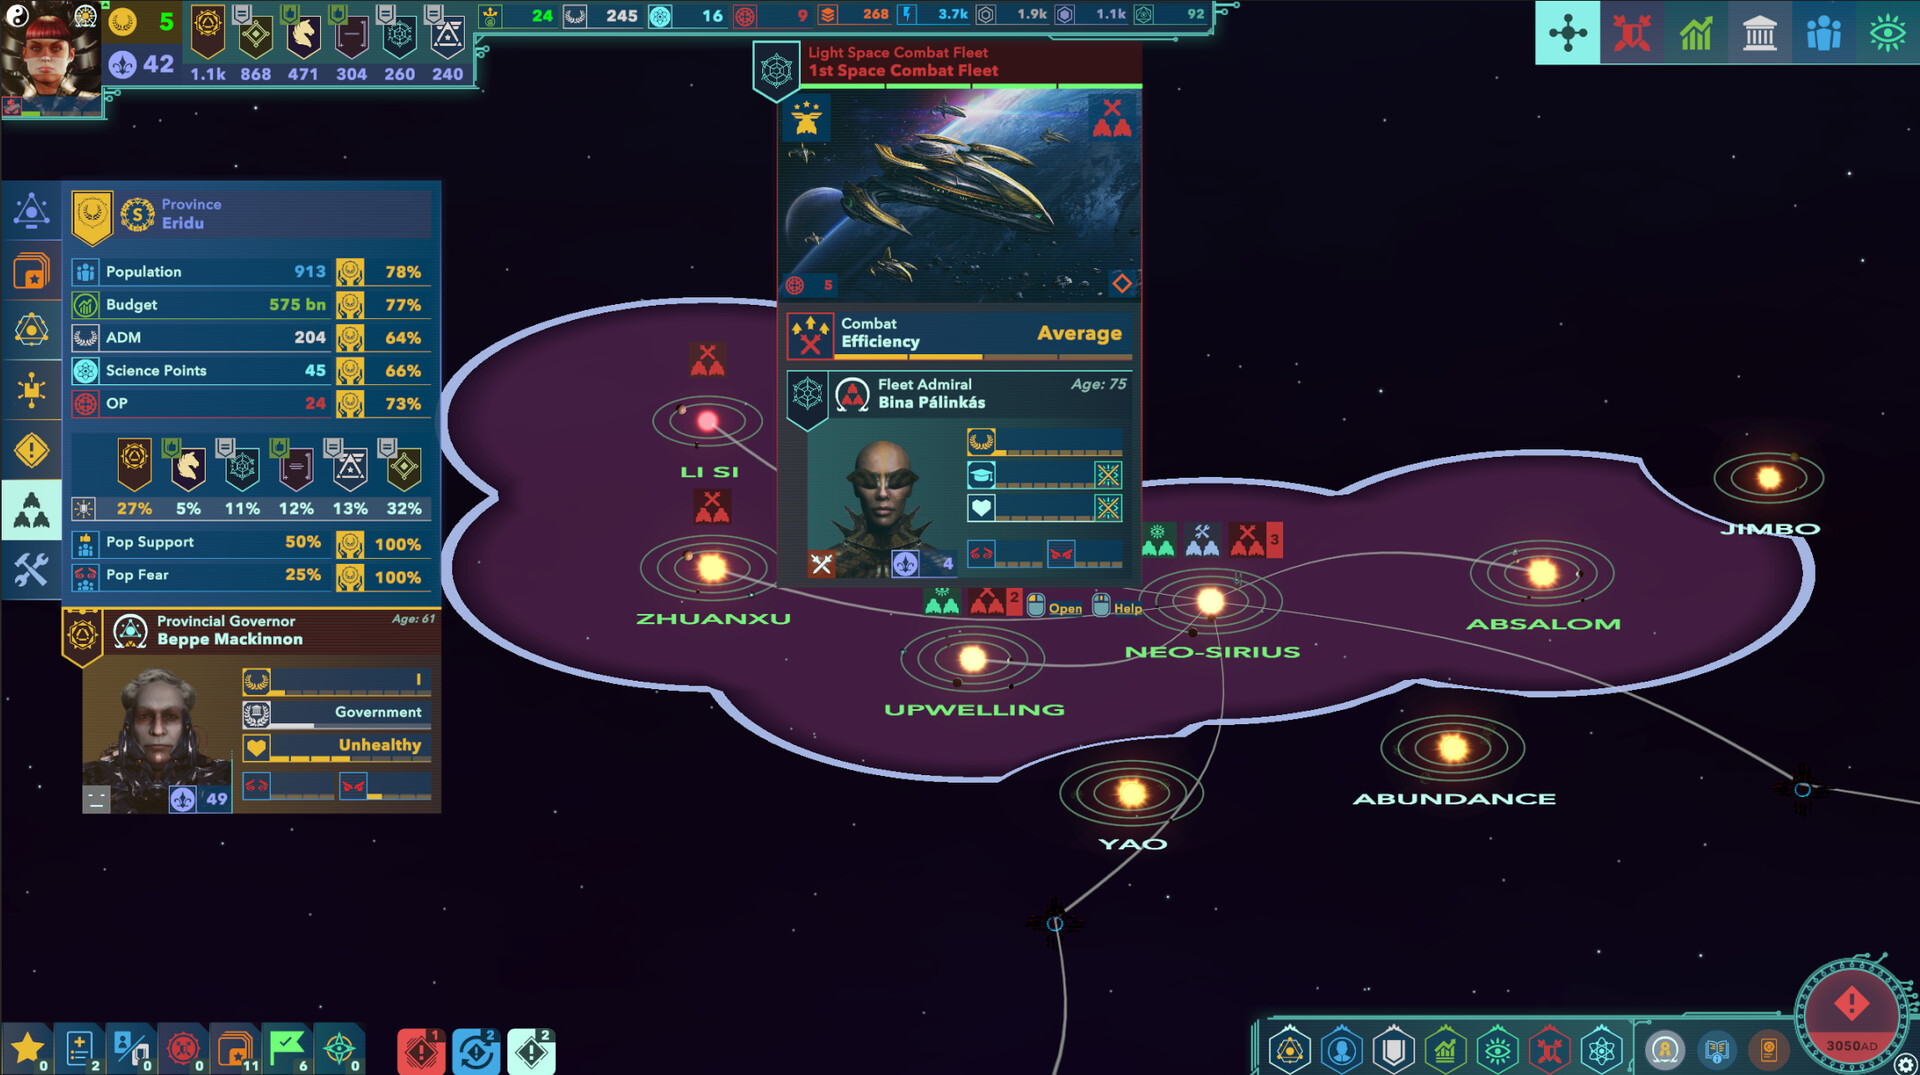 5
42
1.1k 868 471 304 260 240
24 245 16 9 268 3.7k 1.9k 1.1k 92
Light Space Combat Fleet
1st Space Combat Fleet
5
Combat
Efficiency
Average
Fleet Admiral
Bina Pálinkás
Age: 75
4
S
Province
Eridu
Population 913 78%
Budget 575 bn 77%
ADM 204 64%
Science Points 45 66%
OP 24 73%
27% 5% 11% 12% 13% 32%
Pop Support 50% 100%
Pop Fear 25% 100%
Provincial Governor
Beppe Mackinnon
Age: 61
I
Government
Unhealthy
49
LI SI
ZHUANXU
3
2 Open Help
UPWELLING
NEO-SIRIUS
ABSALOM
JIMBO
YAO
ABUNDANCE
0 2 0 0 11 6 0
1 2 2
3050AD